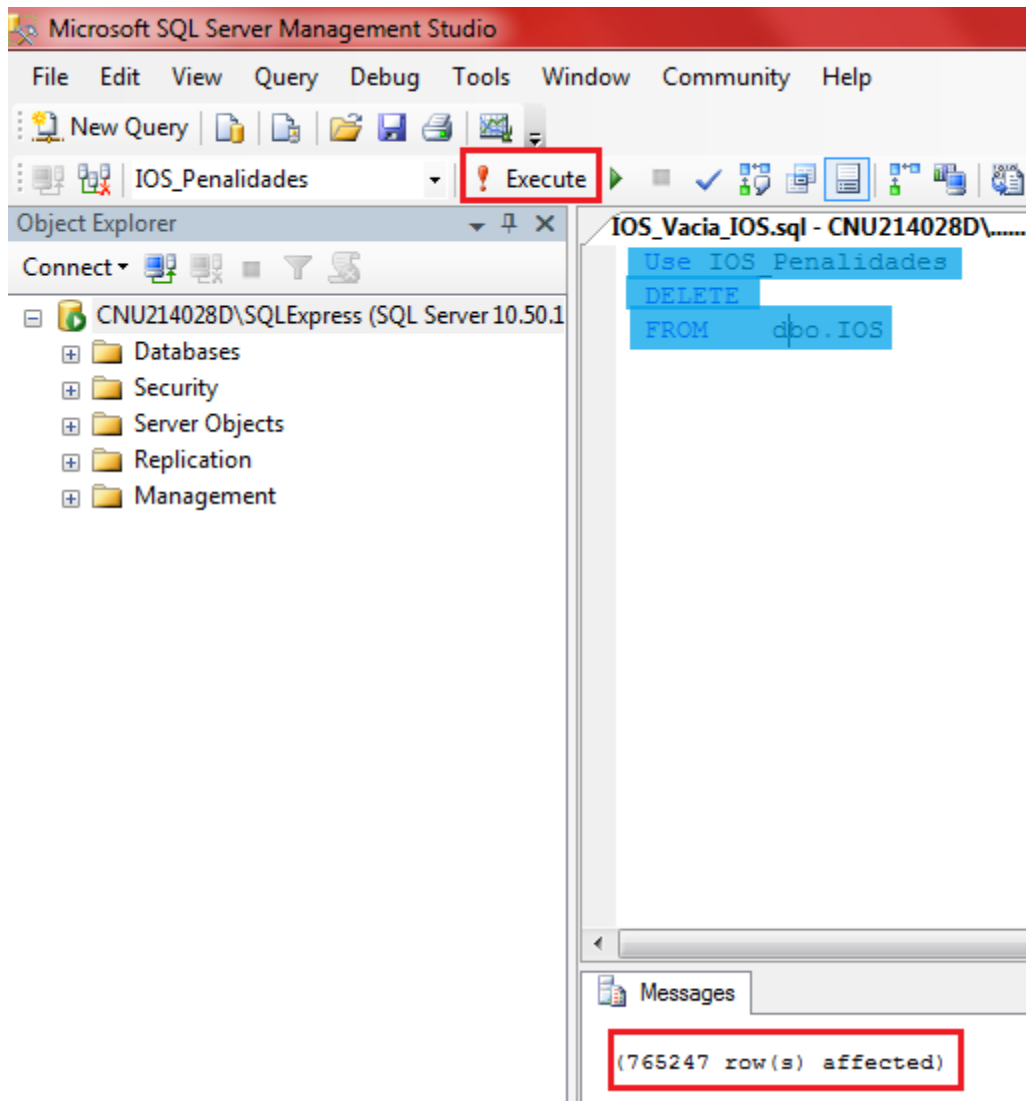 Microsoft SQL Server Management Studio
File Edit View Query Debug Tools Window Community Help
New Query
IOS_Penalidades Execute
Object Explorer
Connect
CNU214028D\SQLExpress (SQL Server 10.50.1
Databases
Security
Server Objects
Replication
Management
IOS_Vacia_IOS.sql - CNU214028D\......
Use IOS_Penalidades
DELETE
FROM dbo.IOS
Messages
(765247 row(s) affected)